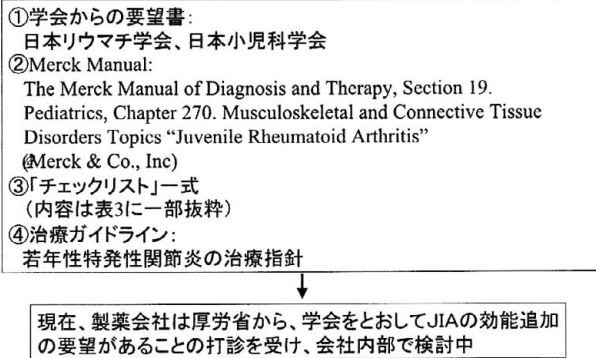 ①学会からの要望書:
日本リウマチ学会、日本小児科学会
②Merck Manual:
The Merck Manual of Diagnosis and Therapy, Section 19.
Pediatrics, Chapter 270. Musculoskeletal and Connective Tissue
Disorders Topics “Juvenile Rheumatoid Arthritis”
(@Merck & Co., Inc)
③「チェックリスト」一式
(内容は表3に一部抜粋)
④治療ガイドライン:
若年性特発性関節炎の治療指針
現在、製薬会社は厚労省から、学会をとおしてJIAの効能追加
の要望があることの打診を受け、会社内部で検討中